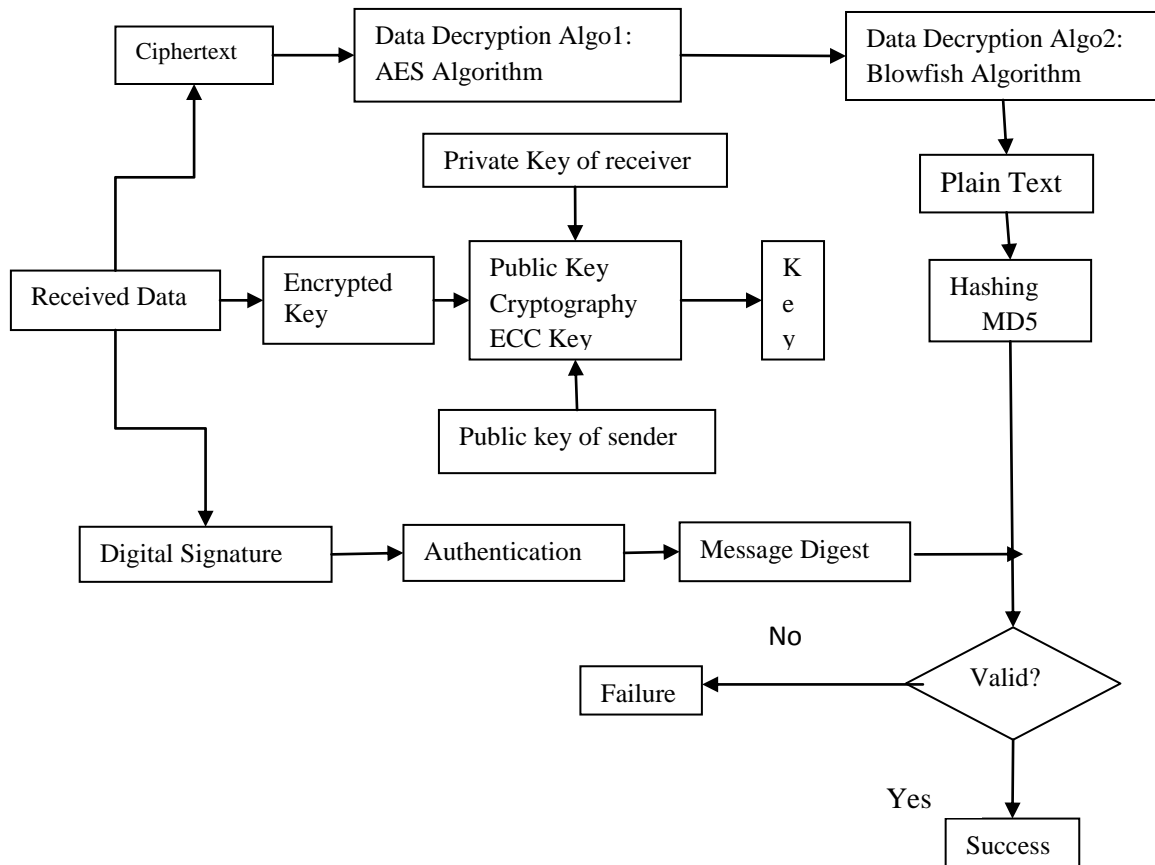 Ciphertext
Data Decryption Algo1:
AES Algorithm
Data Decryption Algo2:
Blowfish Algorithm
Private Key of receiver
Plain Text
Received Data
Encrypted
Key
Public Key
Cryptography
ECC Key
K
e
y
Hashing
MD5
Public key of sender
Digital Signature
Authentication
Message Digest
No
Valid?
Failure
Yes
Success